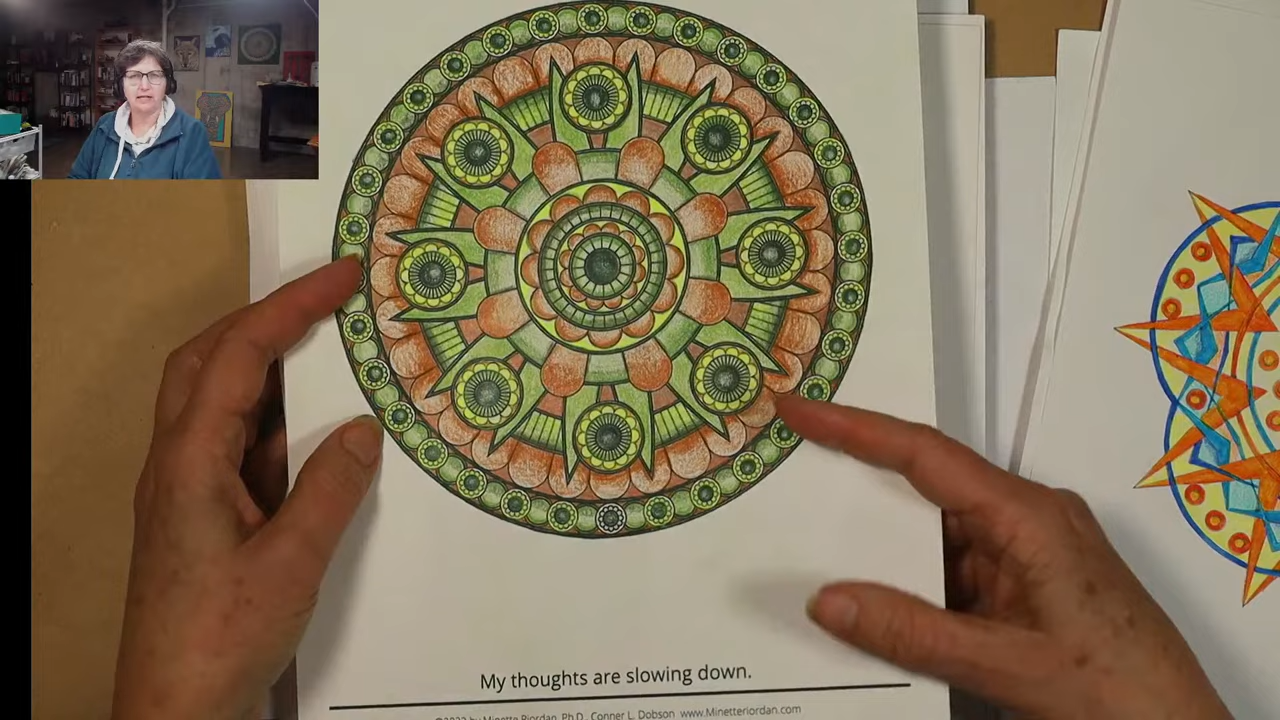 My thoughts are slowing down.
©2022 by Minette Riordan, Ph.D., Conner L. Dobson www.Minetteriordan.com